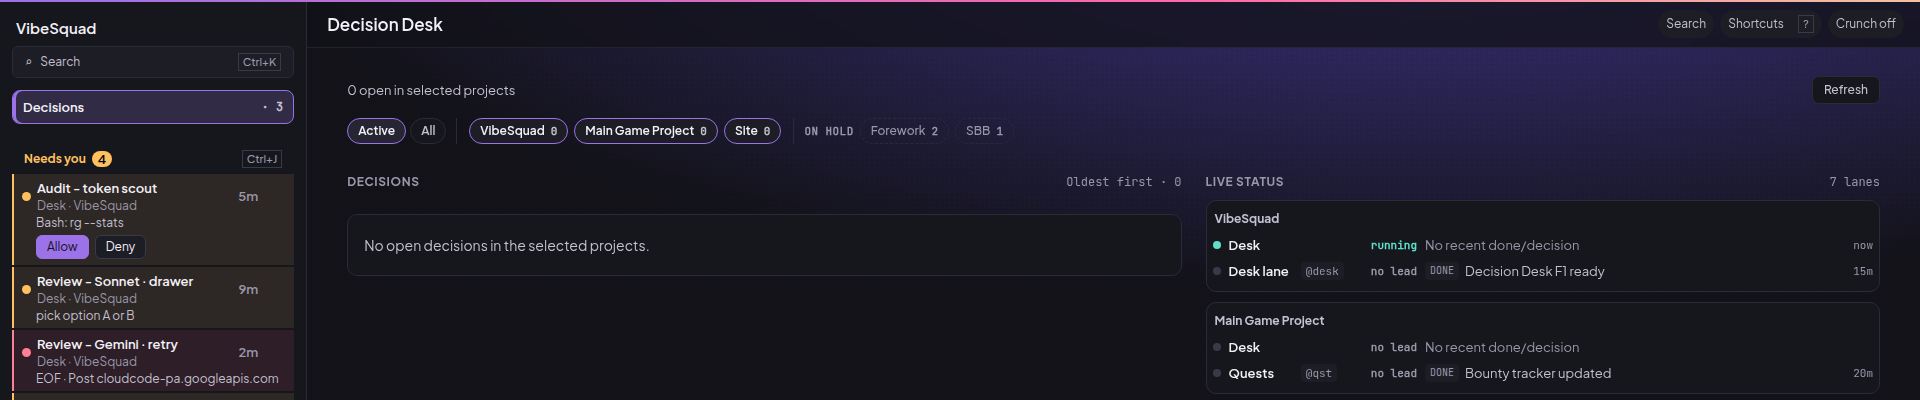 VibeSquad
Search Ctrl+K
Decisions · 3
Needs you 4 Ctrl+J
Audit – token scout 5m
Desk · VibeSquad
Bash: rg --stats
Allow Deny
Review – Sonnet · drawer 9m
Desk · VibeSquad
pick option A or B
Review – Gemini · retry 2m
Desk · VibeSquad
EOF · Post cloudcode-pa.googleapis.com
Decision Desk
Search Shortcuts ? Crunch off
0 open in selected projects
Refresh
Active All VibeSquad 0 Main Game Project 0 Site 0 ON HOLD Forework 2 SBB 1
DECISIONS Oldest first · 0
No open decisions in the selected projects.
LIVE STATUS 7 lanes
VibeSquad
Desk running No recent done/decision now
Desk lane @desk no lead DONE Decision Desk F1 ready 15m
Main Game Project
Desk no lead No recent done/decision
Quests @qst no lead DONE Bounty tracker updated 20m